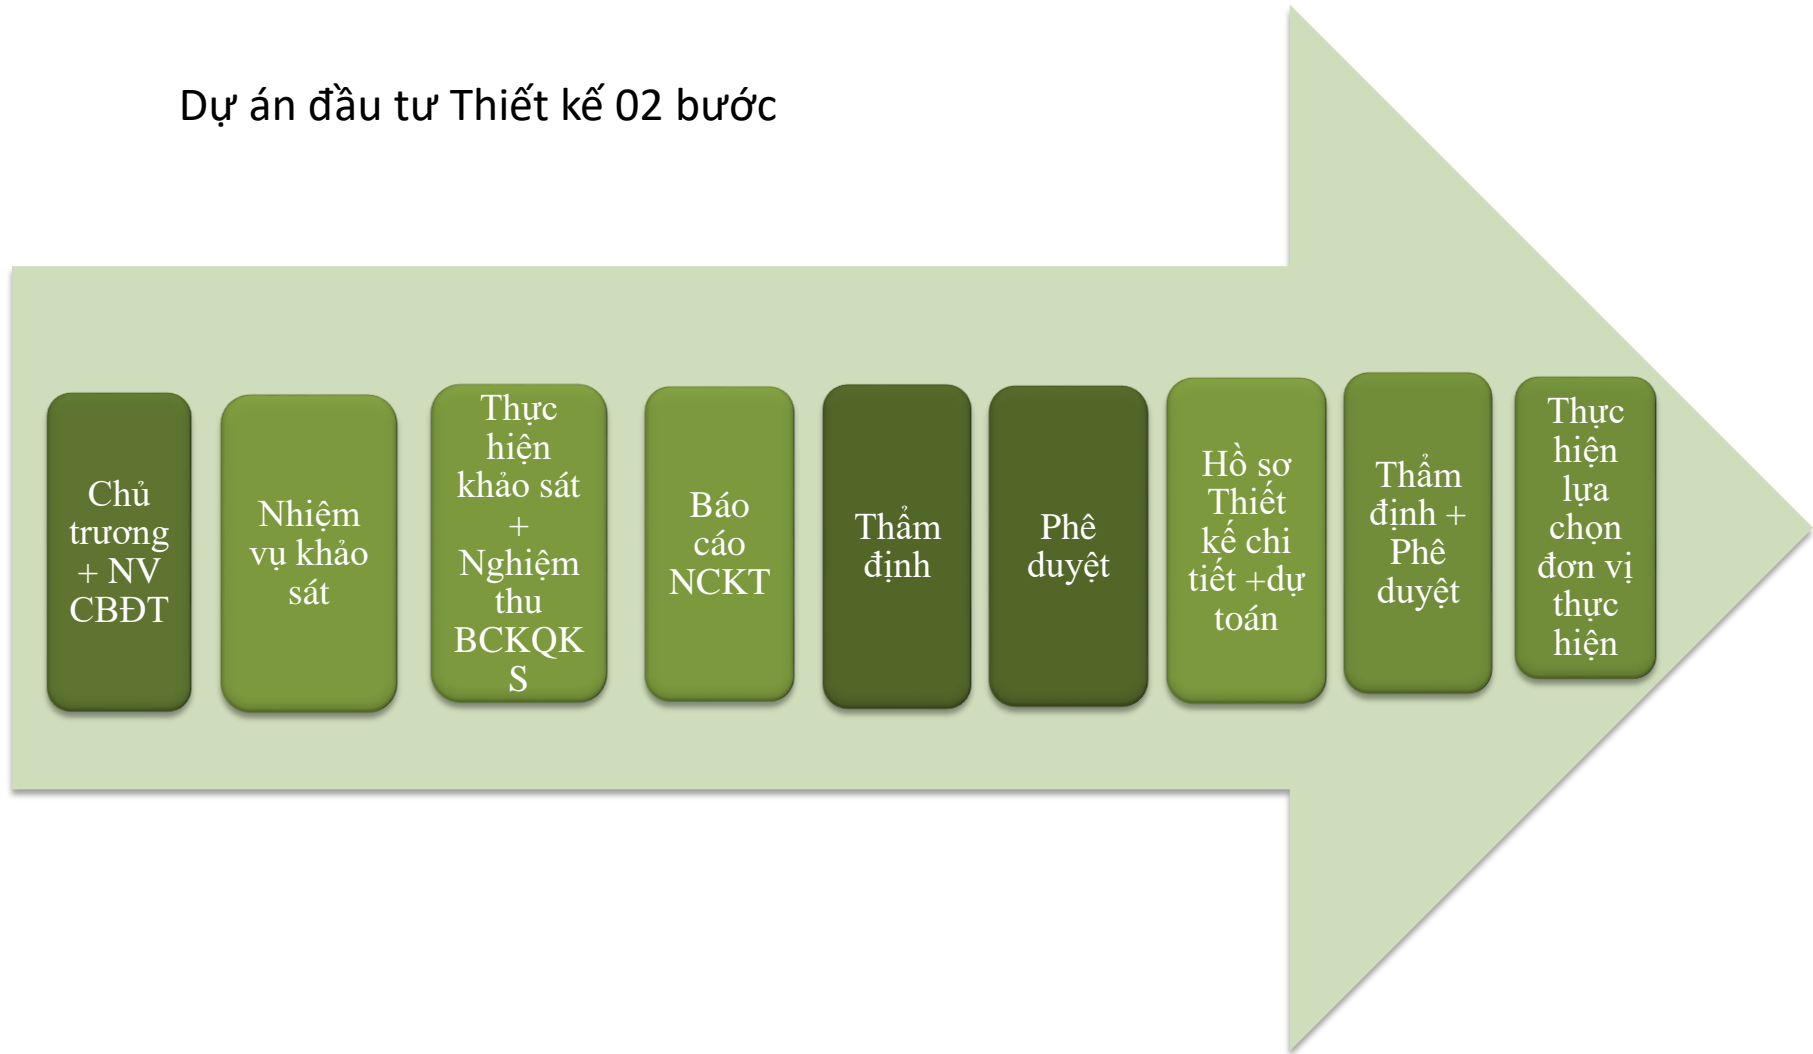 Dự án đầu tư Thiết kế 02 bước
Chủ
trương
+ NV
CBĐT
Nhiệm
vụ khảo
sát
Thực
hiện
khảo sát
+
Nghiệm
thu
BCKQK
S
Báo
cáo
NCKT
Thẩm
định
Phê
duyệt
Hồ sơ
Thiết
kế chi
tiết +dự
toán
Thẩm
định +
Phê
duyệt
Thực
hiện
lựa
chọn
đơn vị
thực
hiện